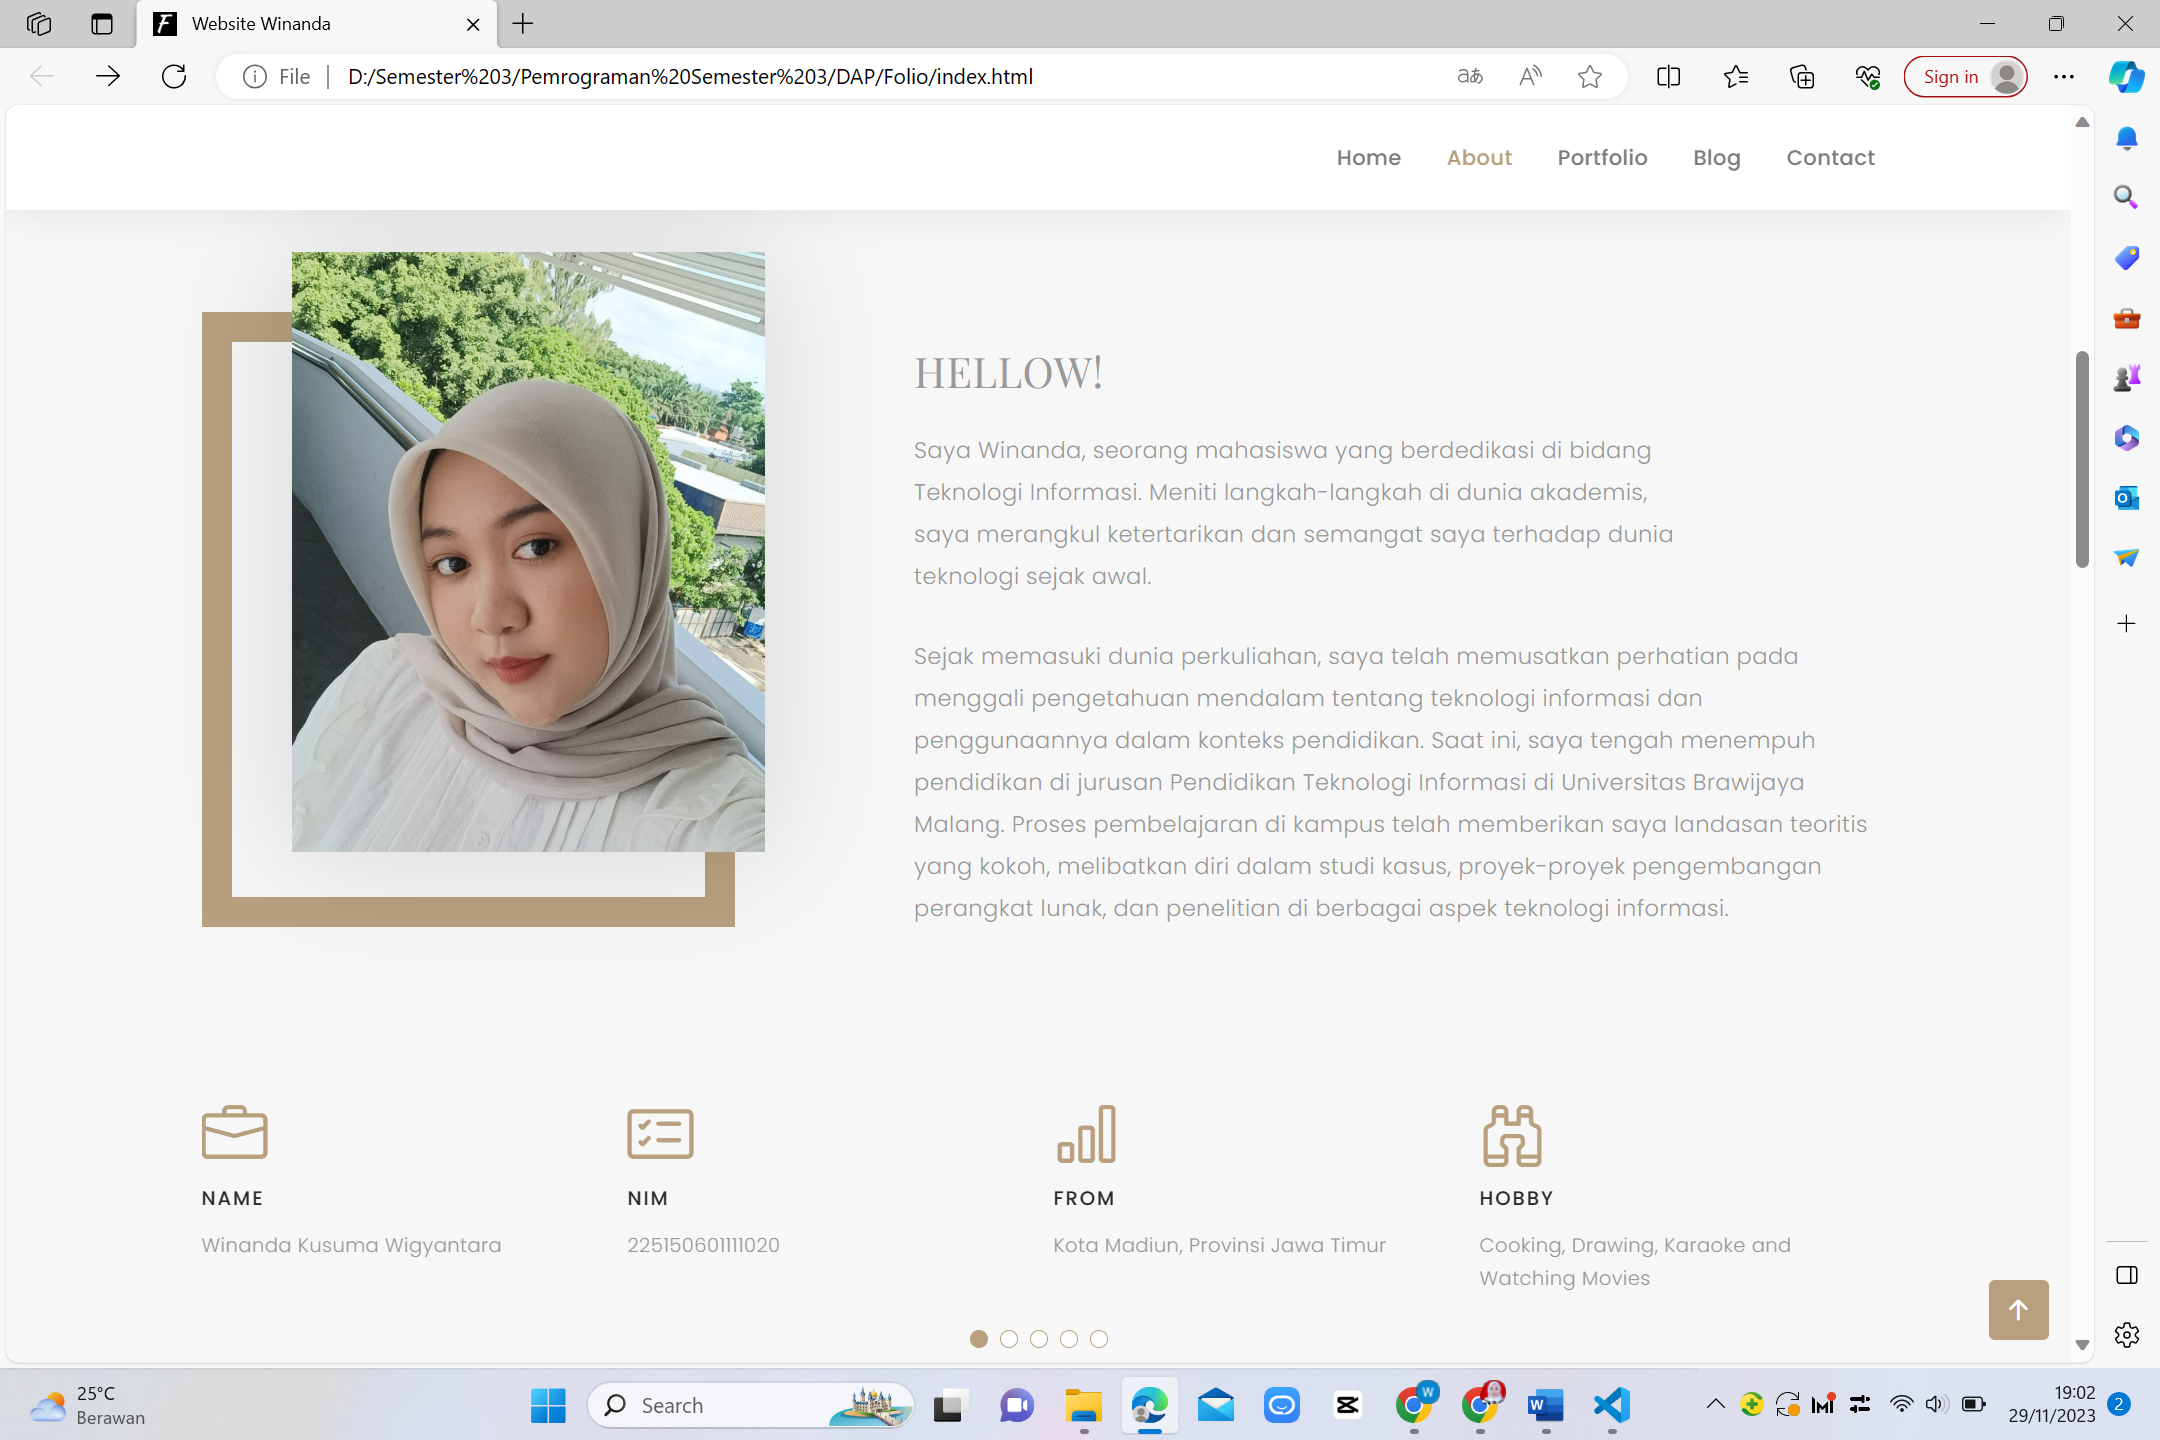 Website Winanda
File
D:/Semester%203/Pemrograman%20Semester%203/DAP/Folio/index.html
Sign in
Home
About
Portfolio
Blog
Contact
HELLOW!
Saya Winanda, seorang mahasiswa yang berdedikasi di bidang
Teknologi Informasi. Meniti langkah-langkah di dunia akademis,
saya merangkul ketertarikan dan semangat saya terhadap dunia
teknologi sejak awal.
Sejak memasuki dunia perkuliahan, saya telah memusatkan perhatian pada
menggali pengetahuan mendalam tentang teknologi informasi dan
penggunaannya dalam konteks pendidikan. Saat ini, saya tengah menempuh
pendidikan di jurusan Pendidikan Teknologi Informasi di Universitas Brawijaya
Malang. Proses pembelajaran di kampus telah memberikan saya landasan teoritis
yang kokoh, melibatkan diri dalam studi kasus, proyek-proyek pengembangan
perangkat lunak, dan penelitian di berbagai aspek teknologi informasi.
NAME
Winanda Kusuma Wigyantara
NIM
225150601111020
FROM
Kota Madiun, Provinsi Jawa Timur
HOBBY
Cooking, Drawing, Karaoke and
Watching Movies
25°C
Berawan
Search
19:02
29/11/2023
2